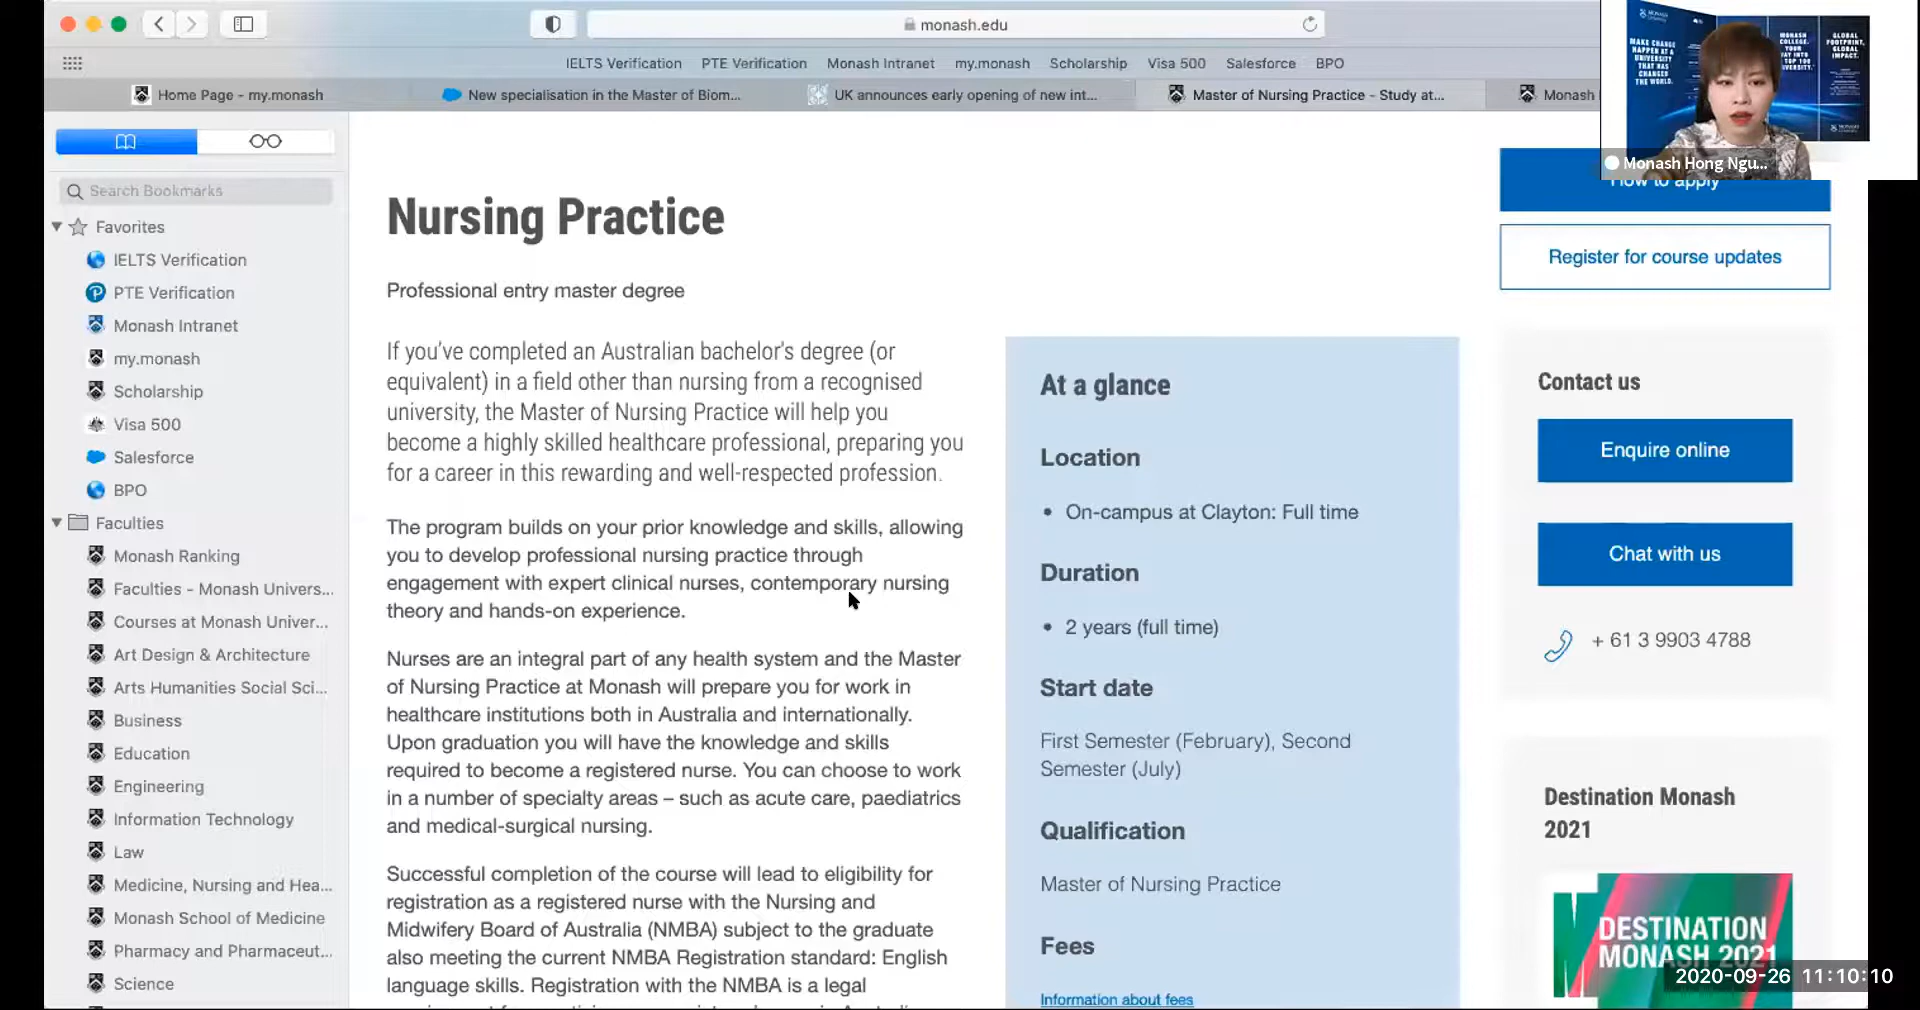 monash.edu
IELTS Verification PTE Verification Monash Intranet my.monash Scholarship Visa 500 Salesforce BPO
Home Page - my.monash
New specialisation in the Master of Biom...
UK announces early opening of new int...
Master of Nursing Practice - Study at...
Monash
Search Bookmarks
Favorites
IELTS Verification
PTE Verification
Monash Intranet
my.monash
Scholarship
Visa 500
Salesforce
BPO
Faculties
Monash Ranking
Faculties - Monash Univers...
Courses at Monash Univer...
Art Design & Architecture
Arts Humanities Social Sci...
Business
Education
Engineering
Information Technology
Law
Medicine, Nursing and Hea...
Monash School of Medicine
Pharmacy and Pharmaceut...
Science
Nursing Practice
Professional entry master degree
If you’ve completed an Australian bachelor's degree (or
equivalent) in a field other than nursing from a recognised
university, the Master of Nursing Practice will help you
become a highly skilled healthcare professional, preparing you
for a career in this rewarding and well-respected profession.
The program builds on your prior knowledge and skills, allowing
you to develop professional nursing practice through
engagement with expert clinical nurses, contemporary nursing
theory and hands-on experience.
Nurses are an integral part of any health system and the Master
of Nursing Practice at Monash will prepare you for work in
healthcare institutions both in Australia and internationally.
Upon graduation you will have the knowledge and skills
required to become a registered nurse. You can choose to work
in a number of specialty areas – such as acute care, paediatrics
and medical-surgical nursing.
Successful completion of the course will lead to eligibility for
registration as a registered nurse with the Nursing and
Midwifery Board of Australia (NMBA) subject to the graduate
also meeting the current NMBA Registration standard: English
language skills. Registration with the NMBA is a legal
At a glance
Location
• On-campus at Clayton: Full time
Duration
• 2 years (full time)
Start date
First Semester (February), Second
Semester (July)
Qualification
Master of Nursing Practice
Fees
Information about fees
MAKE CHANGE
HAPPEN AT A
UNIVERSITY
THAT HAS
CHANGED
THE WORLD.
MONASH
COLLEGE.
YOUR
GLOBAL
FOOTPRINT,
GLOBAL
IMPACT.
Monash Hong Ngu...
How to apply
Register for course updates
Contact us
Enquire online
Chat with us
+ 61 3 9903 4788
Destination Monash
2021
DESTINATION
MONASH 2021
2020-09-26 11:10:10